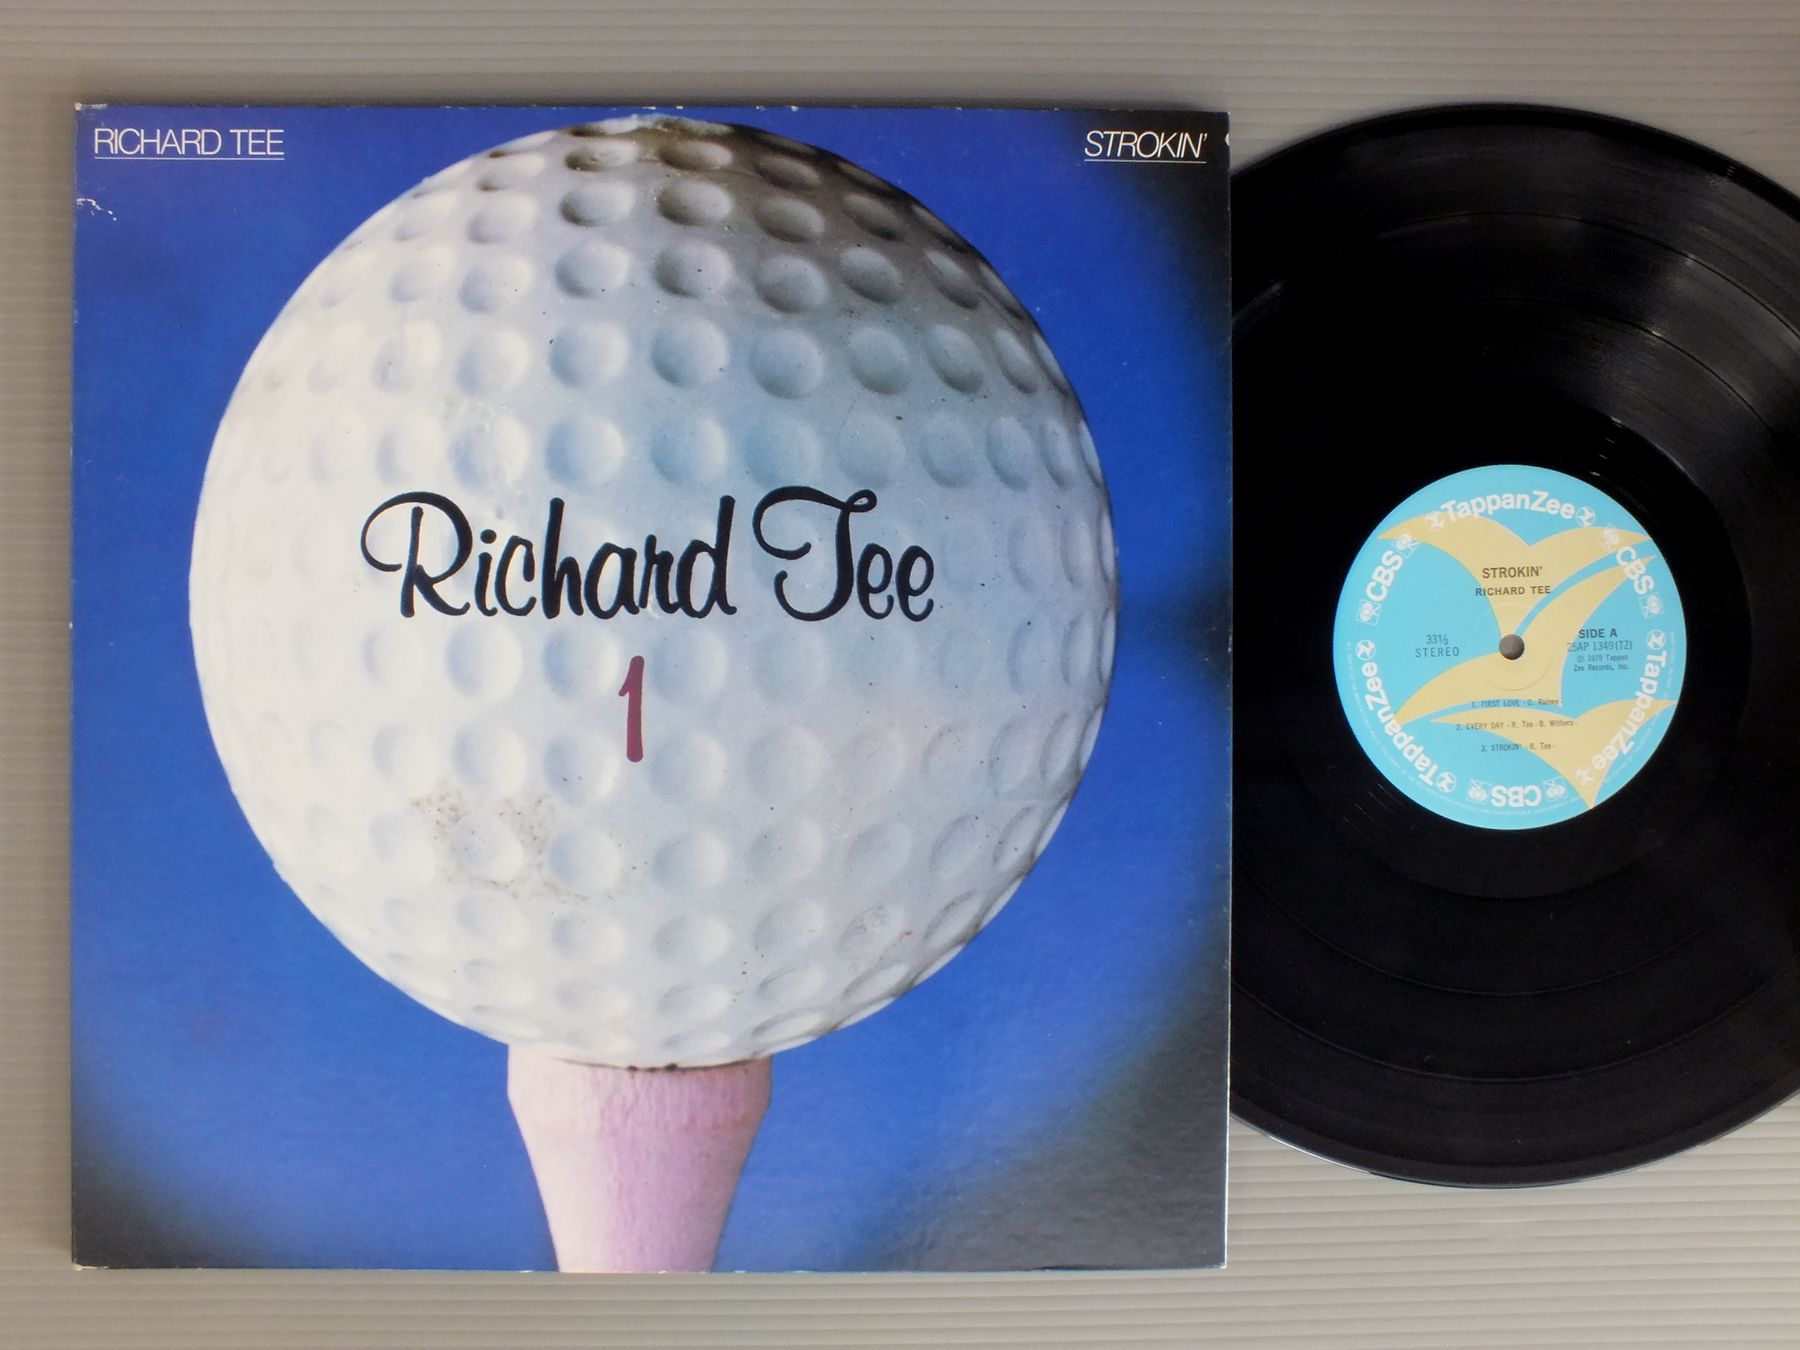 RICHARD TEE
STROKIN'
Richard Tee
1
TappanZee
CBS
CBS
TappanZee
TappanZee
TappanZee
CBS
STROKIN'
RICHARD TEE
33⅓
STEREO
SIDE A
25AP 1349(TZ)
Ⓟ 1979 Tappan
Zee Records, Inc.
1. FIRST LOVE - C. Rainey -
2. EVERY DAY - R. Tee - B. Withers -
3. STROKIN' - R. Tee -